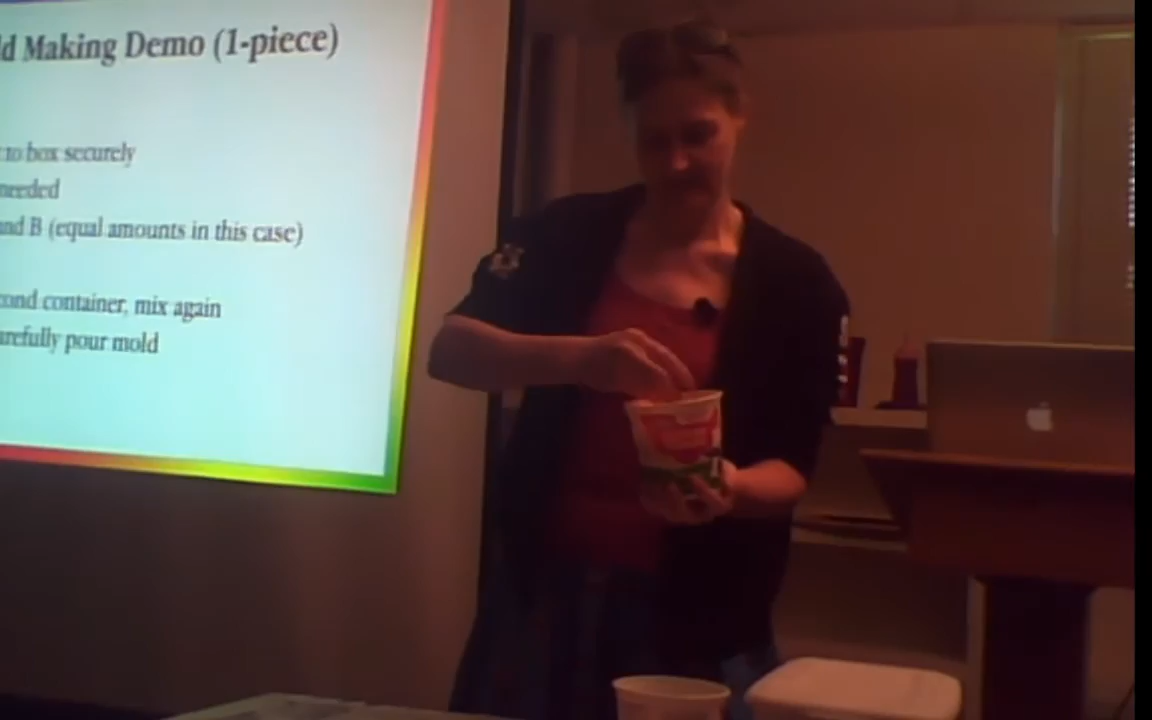 d Making Demo (1-piece)
to box securely
needed
and B (equal amounts in this case)
cond container, mix again
arefully pour mold